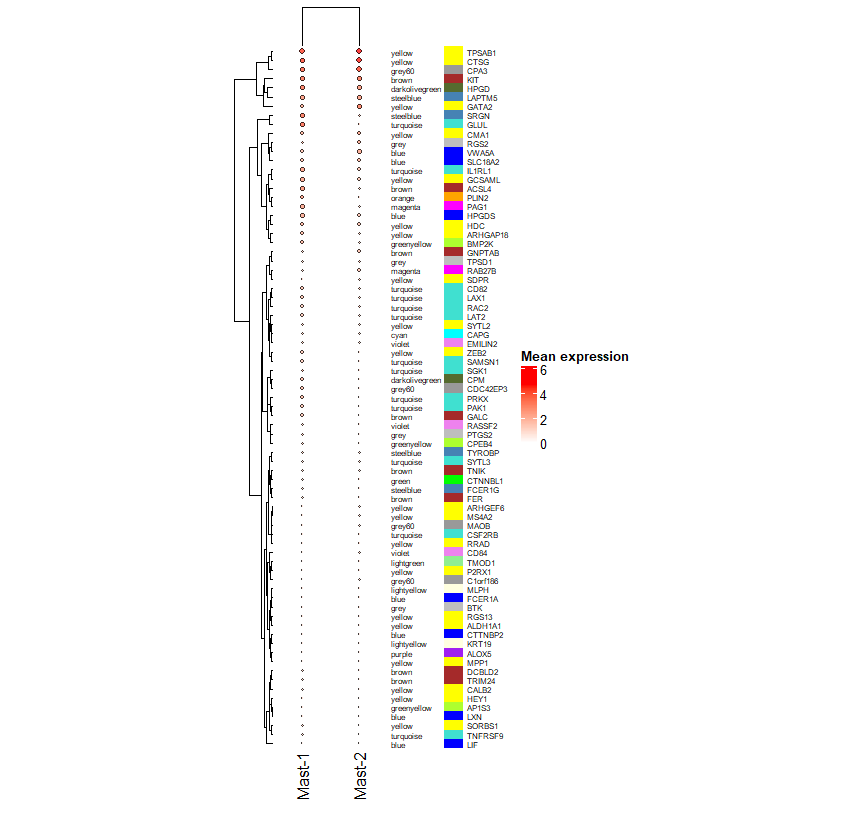 yellow TPSAB1
yellow CTSG
grey60 CPA3
brown KIT
darkolivegreen HPGD
steelblue LAPTM5
yellow GATA2
steelblue SRGN
turquoise GLUL
yellow CMA1
grey RGS2
blue VWA5A
blue SLC18A2
turquoise IL1RL1
yellow GCSAML
brown ACSL4
orange PLIN2
magenta PAG1
blue HPGDS
yellow HDC
yellow ARHGAP18
greenyellow BMP2K
brown GNPTAB
grey TPSD1
magenta RAB27B
yellow SDPR
turquoise CD82
turquoise LAX1
turquoise RAC2
turquoise LAT2
yellow SYTL2
cyan CAPG
violet EMILIN2
yellow ZEB2
turquoise SAMSN1
turquoise SGK1
darkolivegreen CPM
grey60 CDC42EP3
turquoise PRKX
turquoise PAK1
brown GALC
violet RASSF2
grey PTGS2
greenyellow CPEB4
steelblue TYROBP
turquoise SYTL3
brown TNIK
green CTNNBL1
steelblue FCER1G
brown FER
yellow ARHGEF6
yellow MS4A2
grey60 MAOB
turquoise CSF2RB
yellow RRAD
violet CD84
lightgreen TMOD1
yellow P2RX1
grey60 C1orf186
lightyellow MLPH
blue FCER1A
grey BTK
yellow RGS13
yellow ALDH1A1
blue CTTNBP2
lightyellow KRT19
purple ALOX5
yellow MPP1
brown DCBLD2
brown TRIM24
yellow CALB2
yellow HEY1
greenyellow AP1S3
blue LXN
yellow SORBS1
turquoise TNFRSF9
blue LIF
Mast-1
Mast-2
Mean expression
6
4
2
0